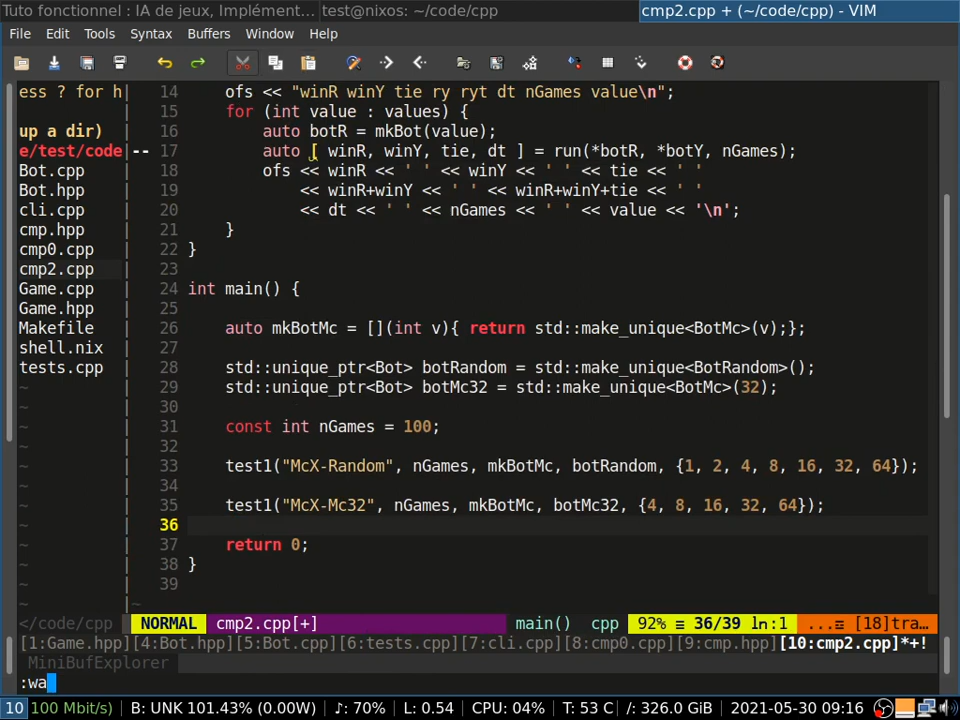 Tuto fonctionnel : IA de jeux, Implément... test@nixos: ~/code/cpp cmp2.cpp + (~/code/cpp) - VIM
File Edit Tools Syntax Buffers Window Help
ess ? for h 14 ofs << "winR winY tie ry ryt dt nGames value\n";
15 for (int value : values) {
up a dir) 16 auto botR = mkBot(value);
e/test/code -- 17 auto [ winR, winY, tie, dt ] = run(*botR, *botY, nGames);
Bot.cpp 18 ofs << winR << ' ' << winY << ' ' << tie << ' '
Bot.hpp 19 << winR+winY << ' ' << winR+winY+tie << ' '
cli.cpp 20 << dt << ' ' << nGames << ' ' << value << '\n';
cmp.hpp 21 }
cmp0.cpp 22 }
cmp2.cpp 23
Game.cpp 24 int main() {
Game.hpp 25
Makefile 26 auto mkBotMc = [](int v){ return std::make_unique<BotMc>(v);};
shell.nix 27
tests.cpp 28 std::unique_ptr<Bot> botRandom = std::make_unique<BotRandom>();
~ 29 std::unique_ptr<Bot> botMc32 = std::make_unique<BotMc>(32);
~ 30
~ 31 const int nGames = 100;
~ 32
~ 33 test1("McX-Random", nGames, mkBotMc, botRandom, {1, 2, 4, 8, 16, 32, 64});
~ 34
~ 35 test1("McX-Mc32", nGames, mkBotMc, botMc32, {4, 8, 16, 32, 64});
~ 36
~ 37 return 0;
~ 38 }
~ 39
~ ~
</code/cpp NORMAL cmp2.cpp[+] main() cpp 92% ≡ 36/39 ln:1 ...≡ [18]tra...
[1:Game.hpp][4:Bot.hpp][5:Bot.cpp][6:tests.cpp][7:cli.cpp][8:cmp0.cpp][9:cmp.hpp][10:cmp2.cpp]*+!
MiniBufExplorer
:wa
10 100 Mbit/s) B: UNK 101.43% (0.00W) ♪: 70% L: 0.54 CPU: 04% T: 53 C /: 326.0 GiB 2021-05-30 09:16